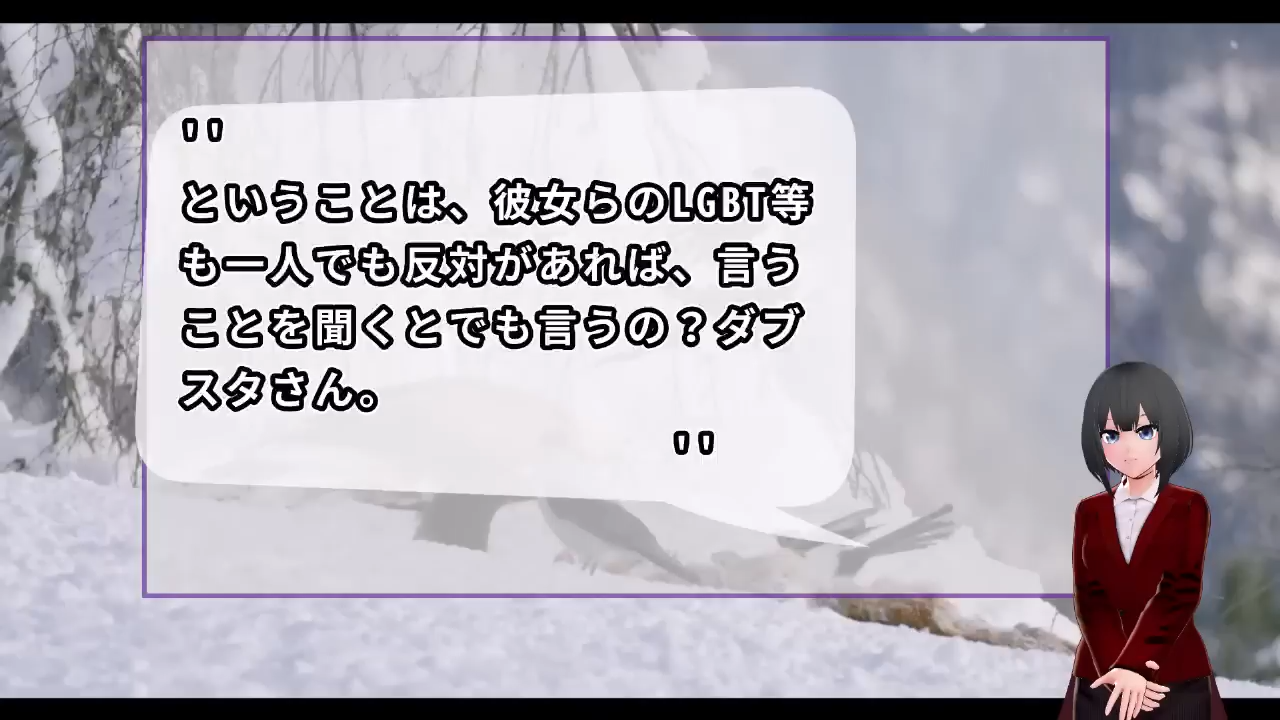 "
ということは、彼女らのLGBT等
も一人でも反対があれば、言う
ことを聞くとでも言うの？ダブ
スタさん。
"